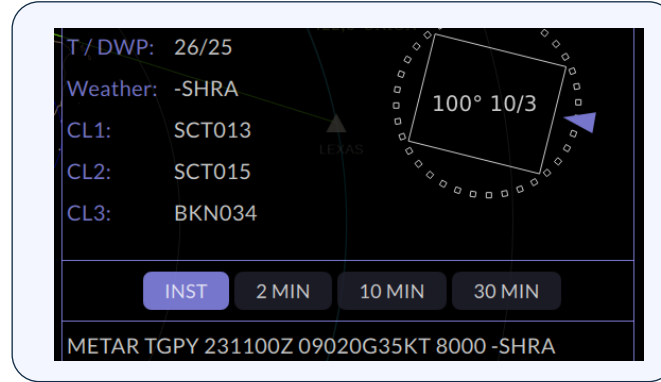 T / DWP: 26/25
Weather: -SHRA
100° 10/3
CL1: SCT013
LEXAS
CL2: SCT015
CL3: BKN034
INST 2 MIN 10 MIN 30 MIN
METAR TGPY 231100Z 09020G35KT 8000 -SHRA